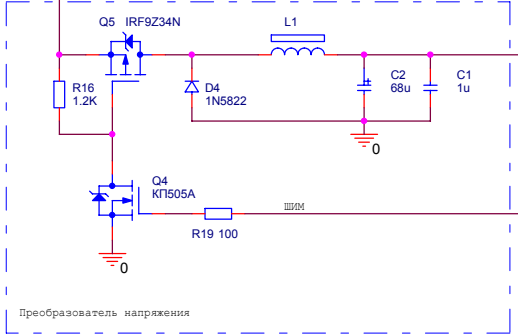 Q5 IRF9Z34N
L1
R16
1.2K
D4
1N5822
C2
68u
C1
1u
0
Q4
КП505А
ШИМ
R19 100
0
Преобразователь напряжения